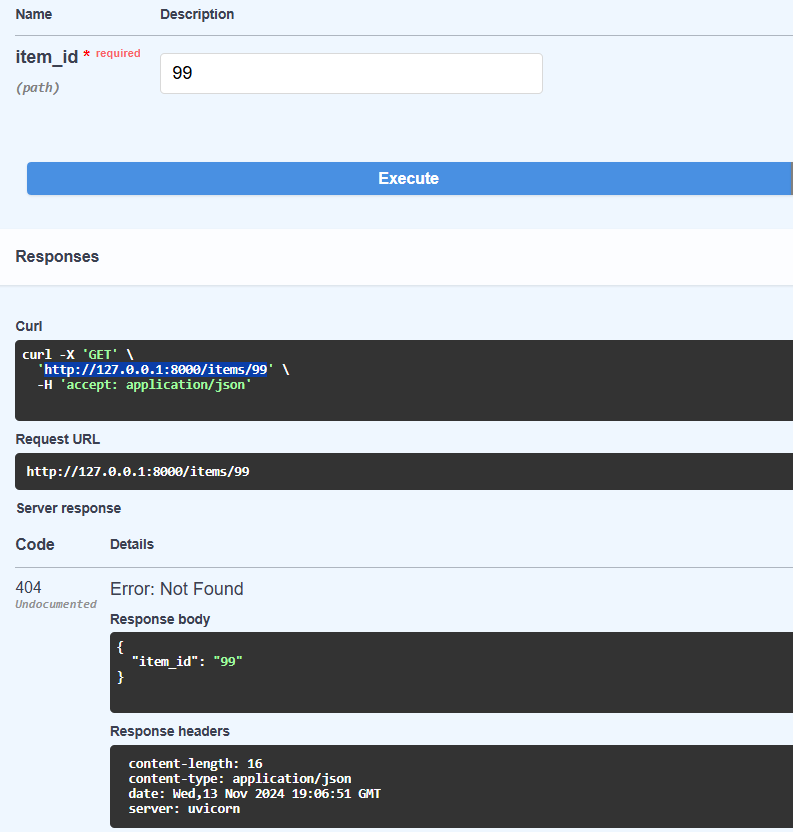 Name Description
item_id * required
99
(path)
Execute
Responses
Curl
curl -X 'GET' \
'http://127.0.0.1:8000/items/99' \
-H 'accept: application/json'
Request URL
http://127.0.0.1:8000/items/99
Server response
Code Details
404
Undocumented
Error: Not Found
Response body
{
"item_id": "99"
}
Response headers
content-length: 16
content-type: application/json
date: Wed,13 Nov 2024 19:06:51 GMT
server: uvicorn